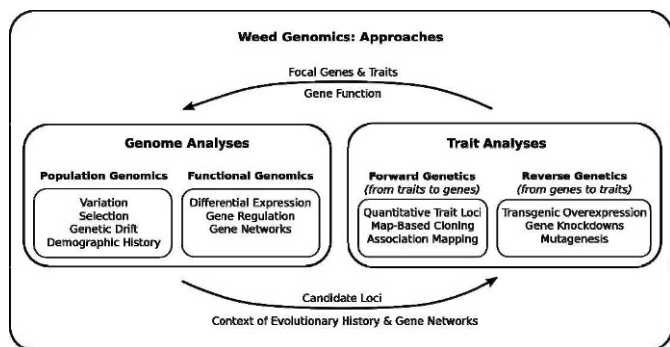 Weed Genomics: Approaches
Focal Genes & Traits
Gene Function
Genome Analyses
Population Genomics
Variation
Selection
Genetic Drift
Demographic History
Functional Genomics
Differential Expression
Gene Regulation
Gene Networks
Trait Analyses
Forward Genetics
(from traits to genes)
Quantitative Trait Loci
Map-Based Cloning
Association Mapping
Reverse Genetics
(from genes to traits)
Transgenic Overexpression
Gene Knockdowns
Mutagenesis
Candidate Loci
Context of Evolutionary History & Gene Networks